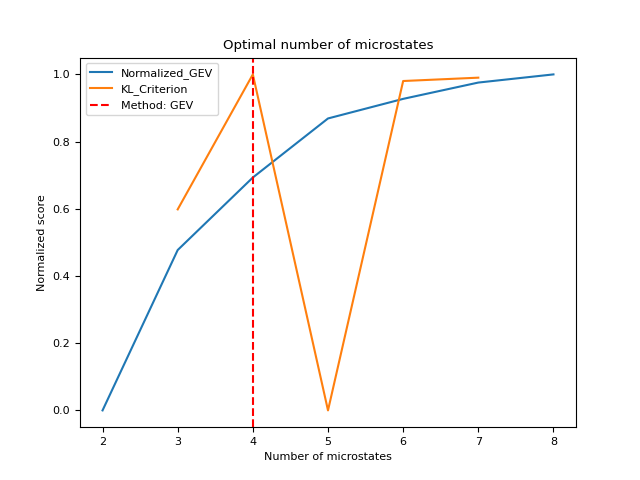 Optimal number of microstates
Normalized_GEV
KL_Criterion
Method: GEV
Normalized score
1.0
0.8
0.6
0.4
0.2
0.0
2 3 4 5 6 7 8
Number of microstates